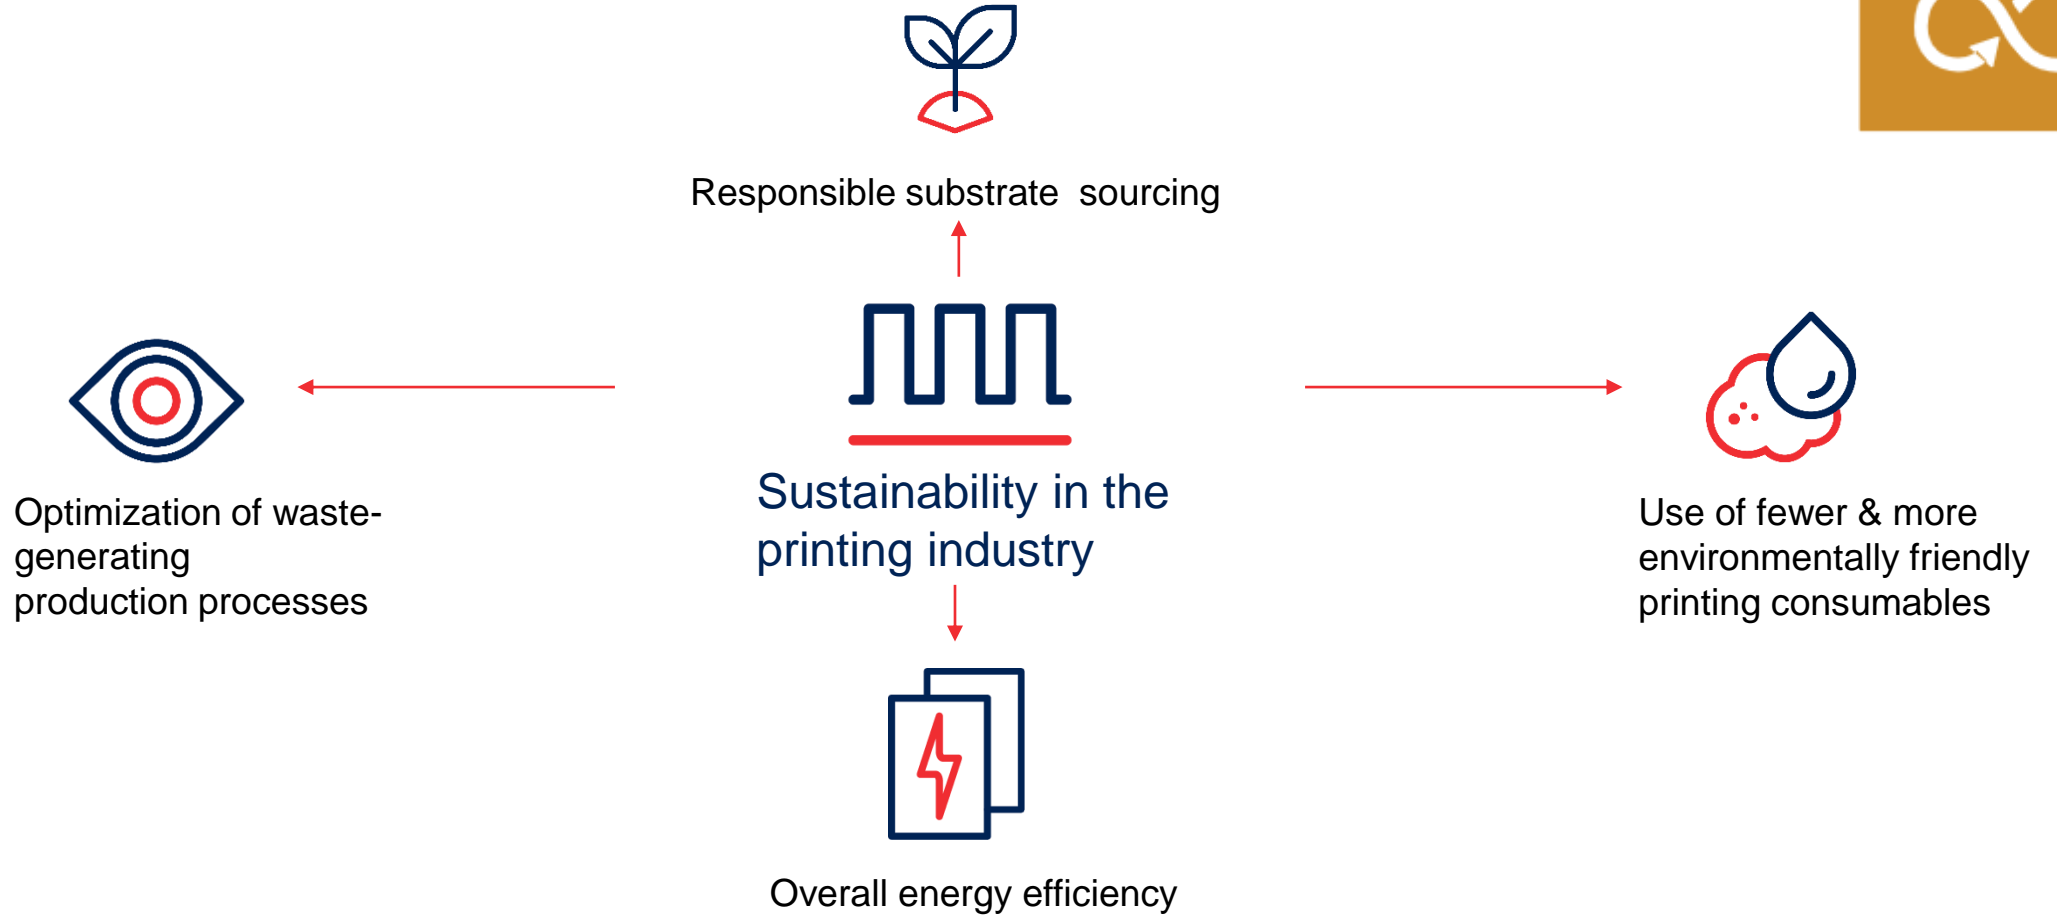 Responsible substrate  sourcing
Sustainability in the
printing industry
Optimization of waste-
generating
production processes
Use of fewer & more
environmentally friendly
printing consumables
Overall energy efficiency